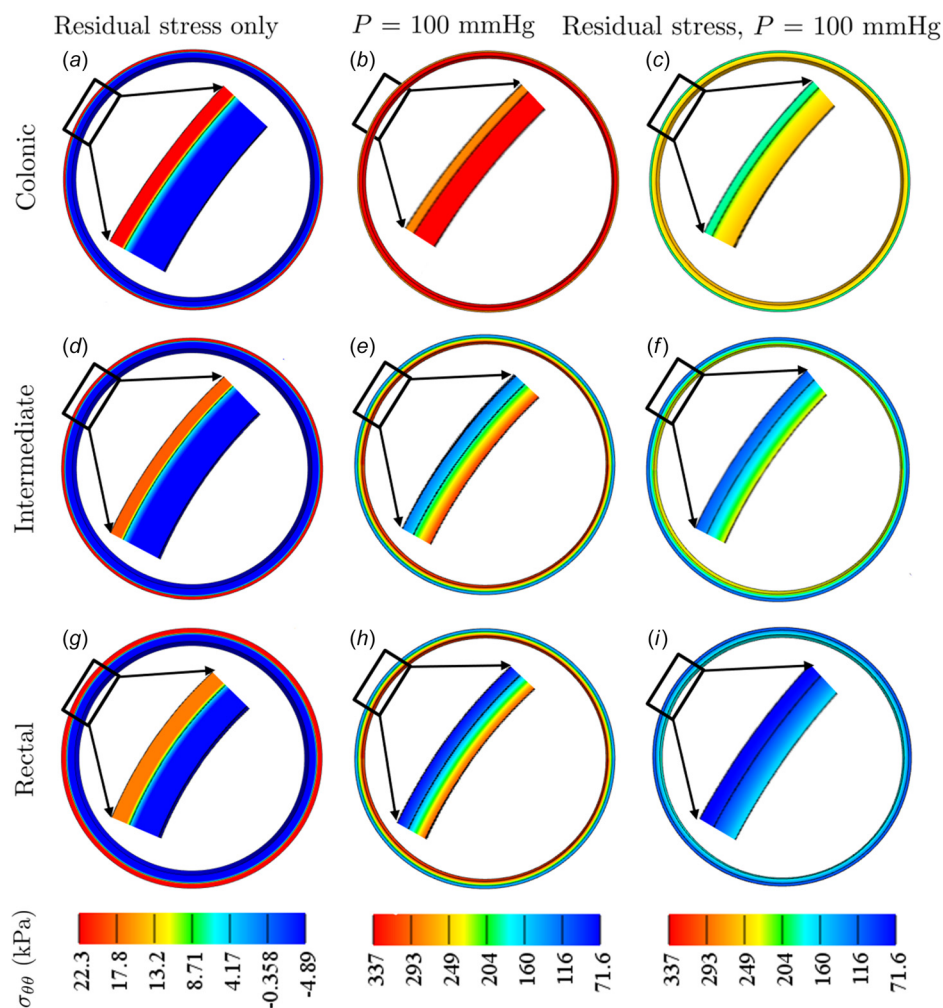 Residual stress only P = 100 mmHg Residual stress, P = 100 mmHg
(a) (b) (c)
Colonic
(d) (e) (f)
Intermediate
(g) (h) (i)
Rectal
σθθ (kPa)
22.3 17.8 13.2 8.71 4.17 -0.358 -4.89
337 293 249 204 160 116 71.6
337 293 249 204 160 116 71.6